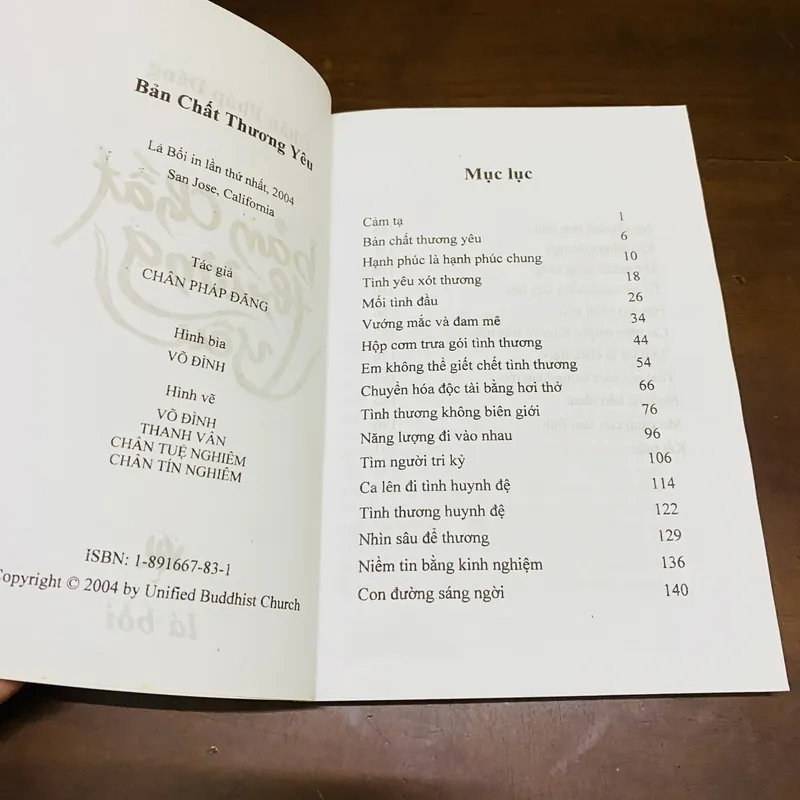 Bản Chất Thương Yêu
Lá Bối in lần thứ nhất, 2004
San Jose, California
Tác giả
CHÂN PHÁP ĐĂNG
Hình bìa
VÕ ĐÌNH
Hình vẽ
VÕ ĐÌNH
THANH VÂN
CHÂN TUỆ NGHIÊM
CHÂN TÍN NGHIÊM
iSBN: 1-891667-83-1
Copyright © 2004 by Unified Buddhist Church
lá bối
Mục lục
Cảm tạ 1
Bản chất thương yêu 6
Hạnh phúc là hạnh phúc chung 10
Tình yêu xót thương 18
Mối tình đầu 26
Vướng mắc và đam mê 34
Hộp cơm trưa gói tình thương 44
Em không thể giết chết tình thương 54
Chuyển hóa độc tài bằng hơi thở 66
Tình thương không biên giới 76
Năng lượng đi vào nhau 96
Tìm người tri kỷ 106
Ca lên đi tình huynh đệ 114
Tình thương huynh đệ 122
Nhìn sâu để thương 129
Niềm tin bằng kinh nghiệm 136
Con đường sáng ngời 140